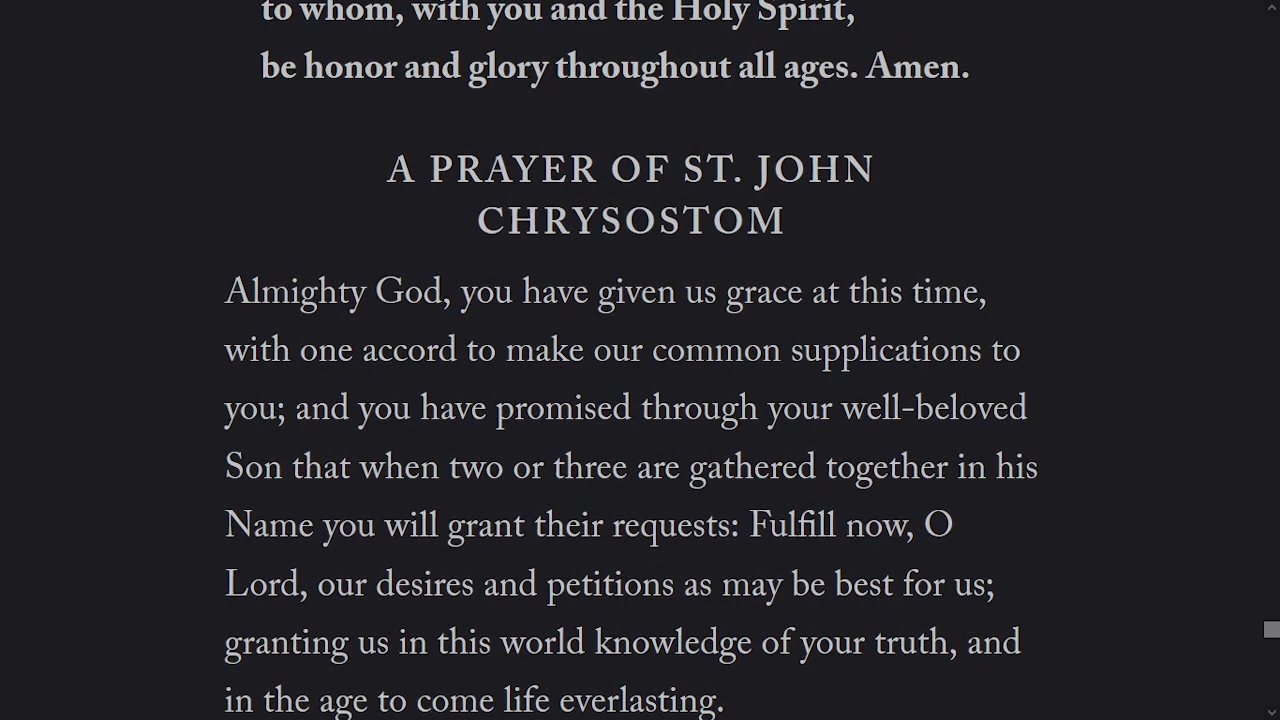 to whom, with you and the Holy Spirit,
be honor and glory throughout all ages. Amen.
A PRAYER OF ST. JOHN
CHRYSOSTOM
Almighty God, you have given us grace at this time,
with one accord to make our common supplications to
you; and you have promised through your well-beloved
Son that when two or three are gathered together in his
Name you will grant their requests: Fulfill now, O
Lord, our desires and petitions as may be best for us;
granting us in this world knowledge of your truth, and
in the age to come life everlasting.